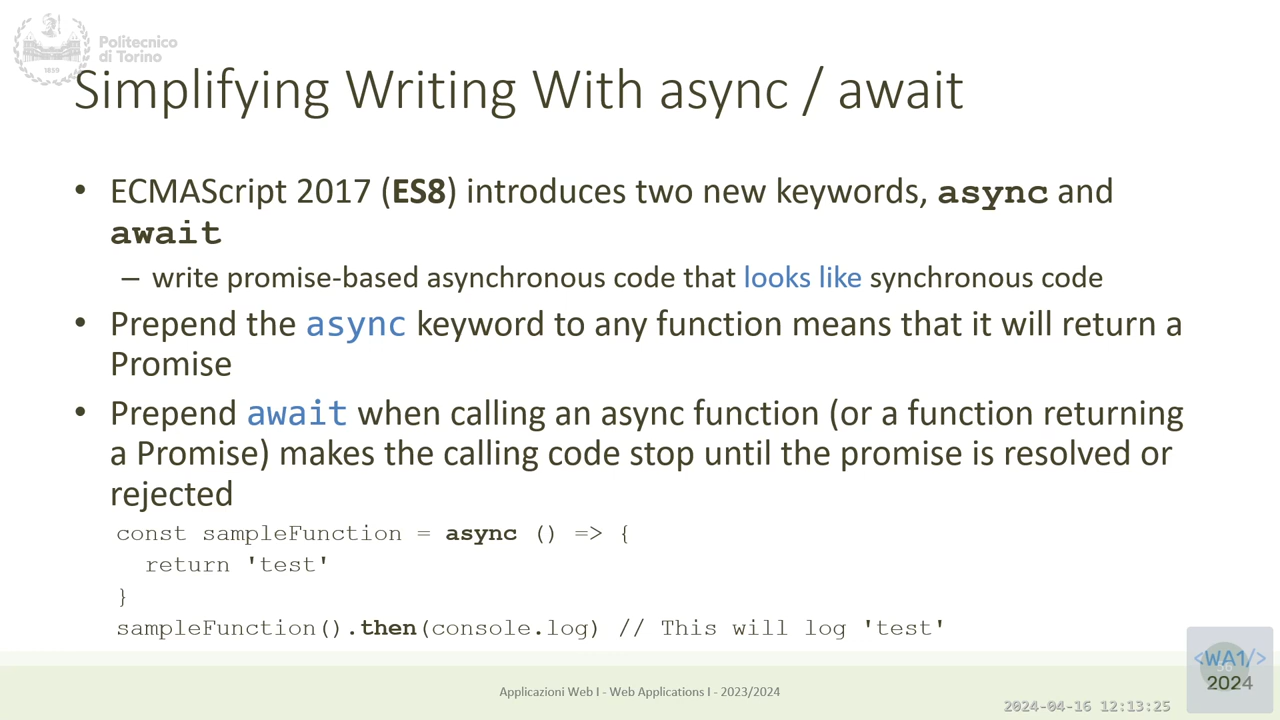 Politecnico
di Torino
1859
Simplifying Writing With async / await
• ECMAScript 2017 (ES8) introduces two new keywords, async and
await
– write promise-based asynchronous code that looks like synchronous code
• Prepend the async keyword to any function means that it will return a
Promise
• Prepend await when calling an async function (or a function returning
a Promise) makes the calling code stop until the promise is resolved or
rejected
const sampleFunction = async () => {
return 'test'
}
sampleFunction().then(console.log) // This will log 'test'
Applicazioni Web I - Web Applications I - 2023/2024
<WA1/>
2024
2024-04-16 12:13:25